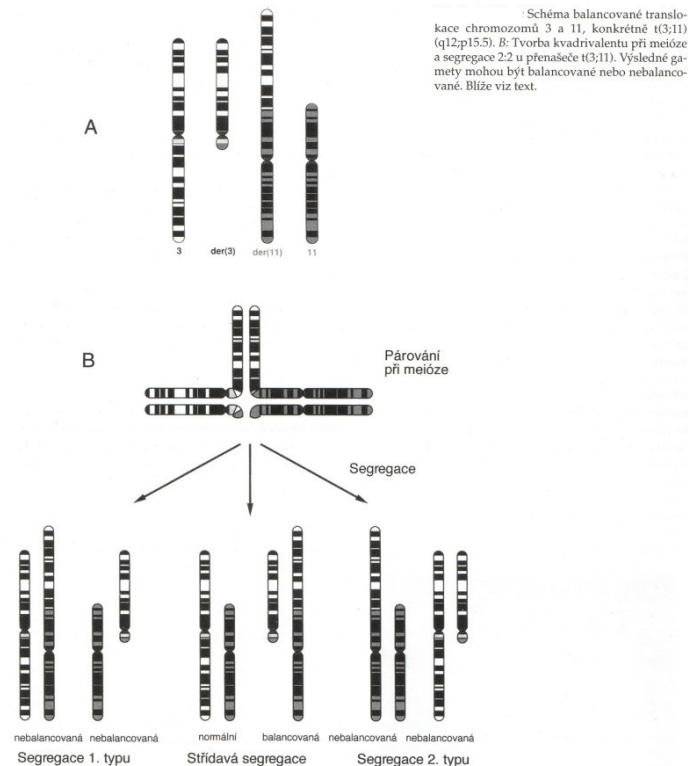 : Schéma balancované translo-
kace chromozomů 3 a 11, konkrétně t(3;11)
(q12;p15.5). B: Tvorba kvadrivalentu při meióze
a segregace 2:2 u přenašeče t(3;11). Výsledné ga-
mety mohou být balancované nebo nebalanco-
vané. Blíže viz text.
A
3 der(3) der(11) 11
B
Párování
při meióze
Segregace
nebalancovaná nebalancovaná normální balancovaná nebalancovaná nebalancovaná
Segregace 1. typu Střídavá segregace Segregace 2. typu